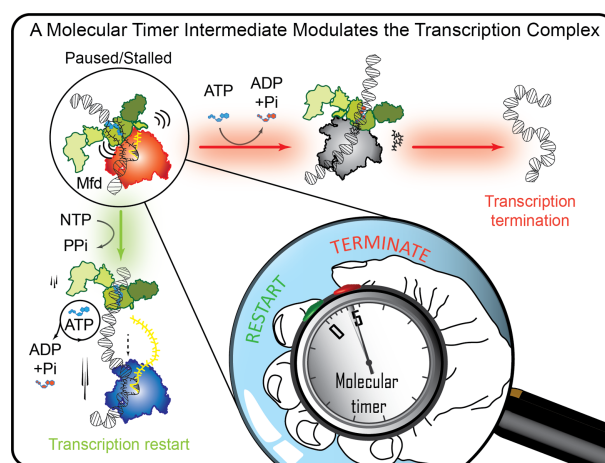 A Molecular Timer Intermediate Modulates the Transcription Complex
Paused/Stalled
Mfd
ATP
ADP
+Pi
Transcription
termination
NTP
PPi
ATP
ADP
+Pi
Transcription restart
RESTART
TERMINATE
0 5
Molecular
timer